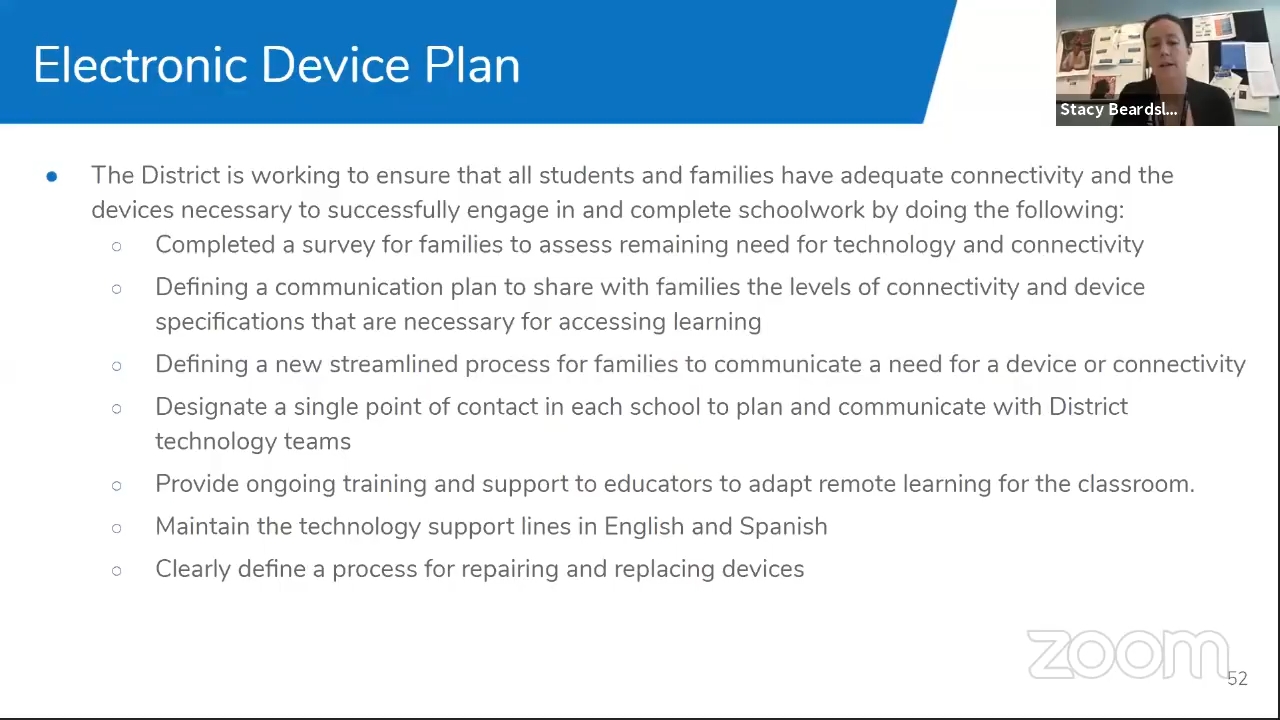 Electronic Device Plan
Stacy Beardsl...
The District is working to ensure that all students and families have adequate connectivity and the
devices necessary to successfully engage in and complete schoolwork by doing the following:
Completed a survey for families to assess remaining need for technology and connectivity
Defining a communication plan to share with families the levels of connectivity and device
specifications that are necessary for accessing learning
Defining a new streamlined process for families to communicate a need for a device or connectivity
Designate a single point of contact in each school to plan and communicate with District
technology teams
Provide ongoing training and support to educators to adapt remote learning for the classroom.
Maintain the technology support lines in English and Spanish
Clearly define a process for repairing and replacing devices
zoom
52